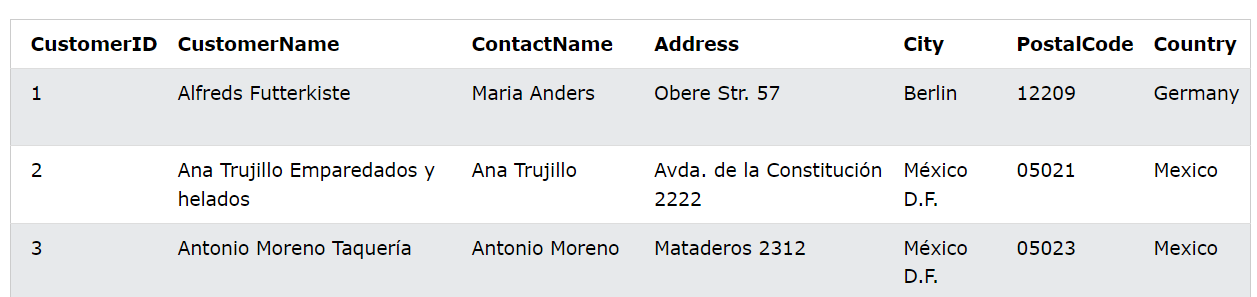 CustomerID CustomerName ContactName Address City PostalCode Country
1 Alfreds Futterkiste Maria Anders Obere Str. 57 Berlin 12209 Germany
2 Ana Trujillo Emparedados y Ana Trujillo Avda. de la Constitución México 05021 Mexico
helados 2222 D.F.
3 Antonio Moreno Taquería Antonio Moreno Mataderos 2312 México 05023 Mexico
D.F.